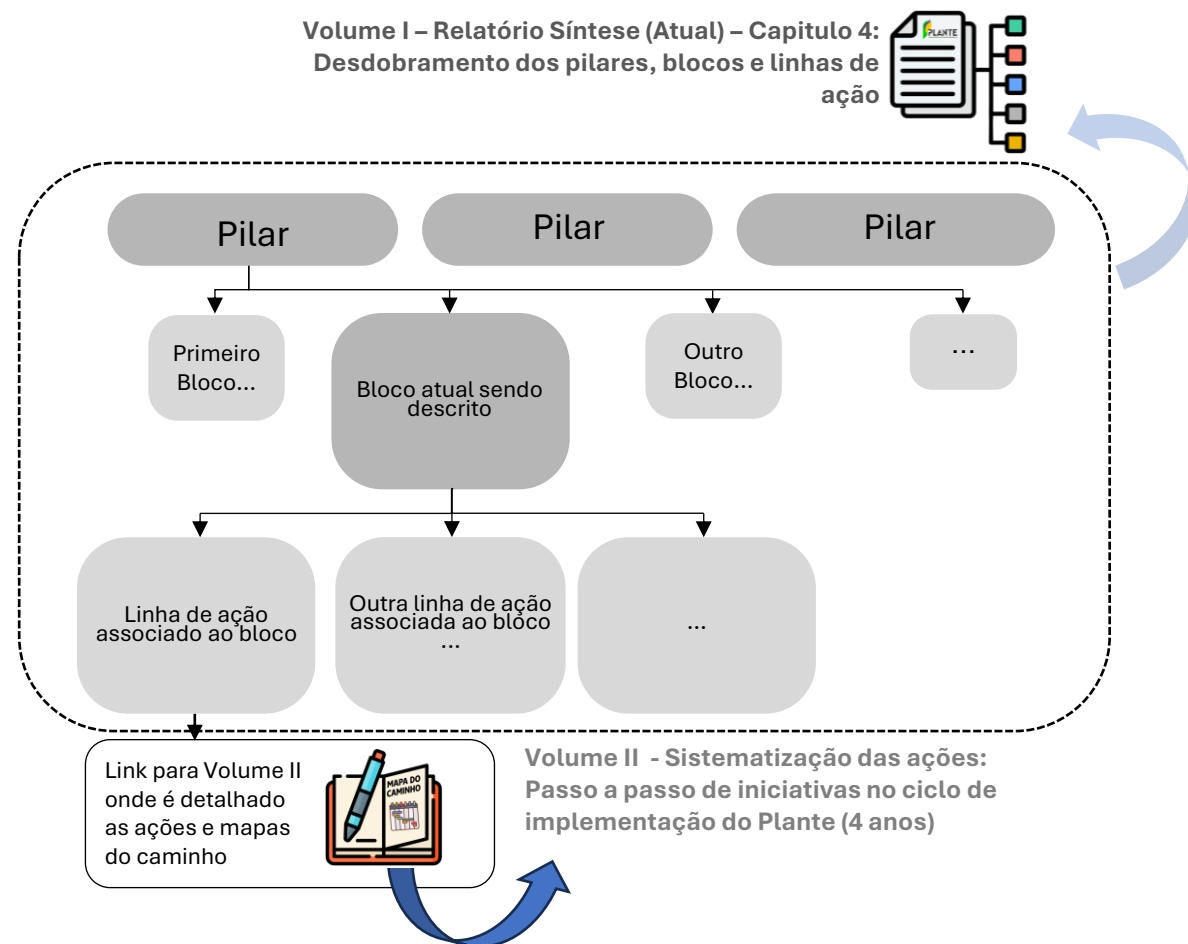 Volume I – Relatório Síntese (Atual) – Capitulo 4:
Desdobramento dos pilares, blocos e linhas de
ação
PLANTE
Pilar
Pilar
Pilar
Primeiro
Bloco...
Bloco atual sendo
descrito
Outro
Bloco...
...
Linha de ação
associado ao bloco
Outra linha de ação
associada ao bloco
...
...
Link para Volume II
onde é detalhado
as ações e mapas
do caminho
MAPA DO
CAMINHO
Volume II - Sistematização das ações:
Passo a passo de iniciativas no ciclo de
implementação do Plante (4 anos)